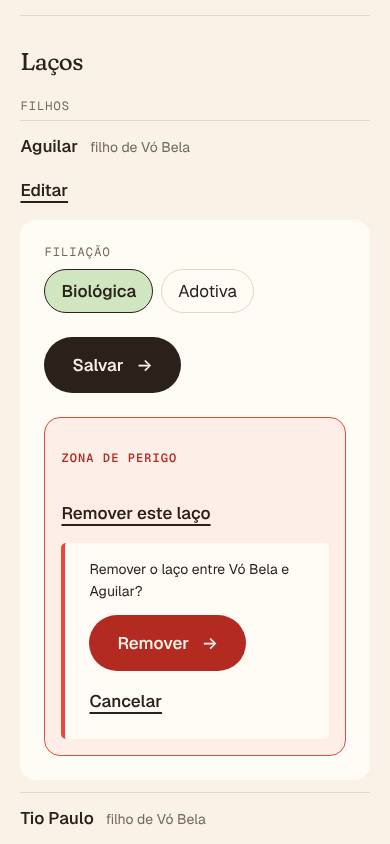 Laços
FILHOS
Aguilar filho de Vó Bela
Editar
FILIAÇÃO
Biológica Adotiva
Salvar →
ZONA DE PERIGO
Remover este laço
Remover o laço entre Vó Bela e
Aguilar?
Remover →
Cancelar
Tio Paulo filho de Vó Bela